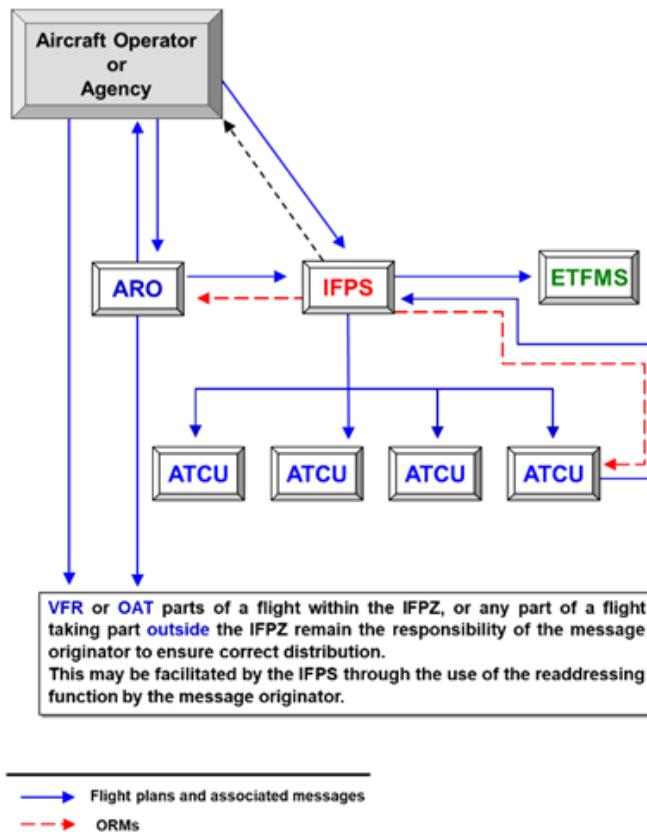 Aircraft Operator
or
Agency
ARO
IFPS
ETFMS
ATCU
ATCU
ATCU
ATCU
VFR or OAT parts of a flight within the IFPZ, or any part of a flight
taking part outside the IFPZ remain the responsibility of the message
originator to ensure correct distribution.
This may be facilitated by the IFPS through the use of the readdressing
function by the message originator.
Flight plans and associated messages
ORMs